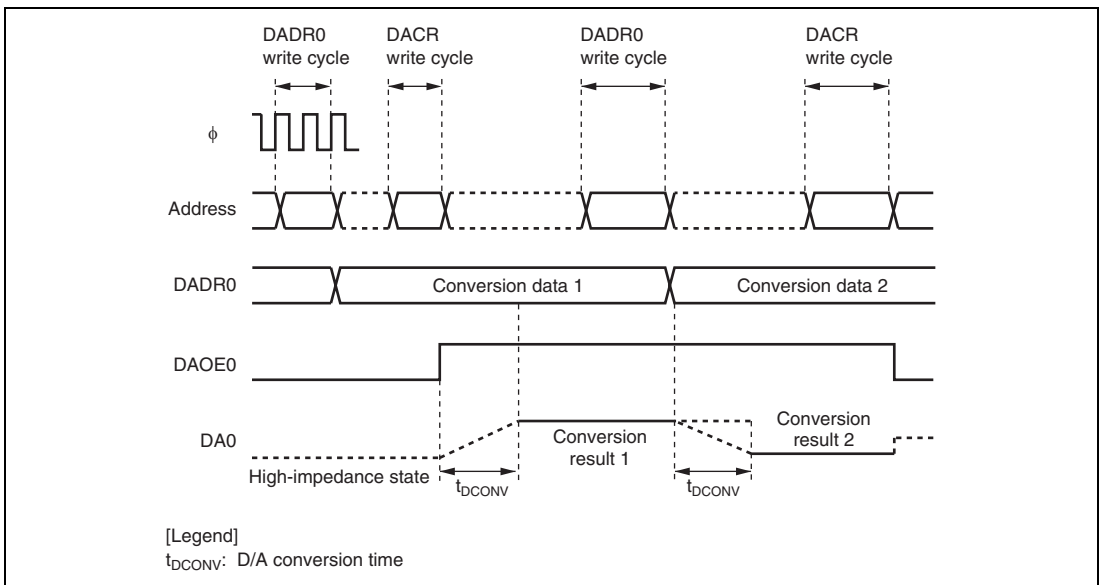 DADR0
write cycle
DACR
write cycle
DADR0
write cycle
DACR
write cycle
φ
Address
DADR0
Conversion data 1
Conversion data 2
DAOE0
DA0
Conversion
result 1
Conversion
result 2
High-impedance state
tDCONV
tDCONV
[Legend]
tDCONV: D/A conversion time